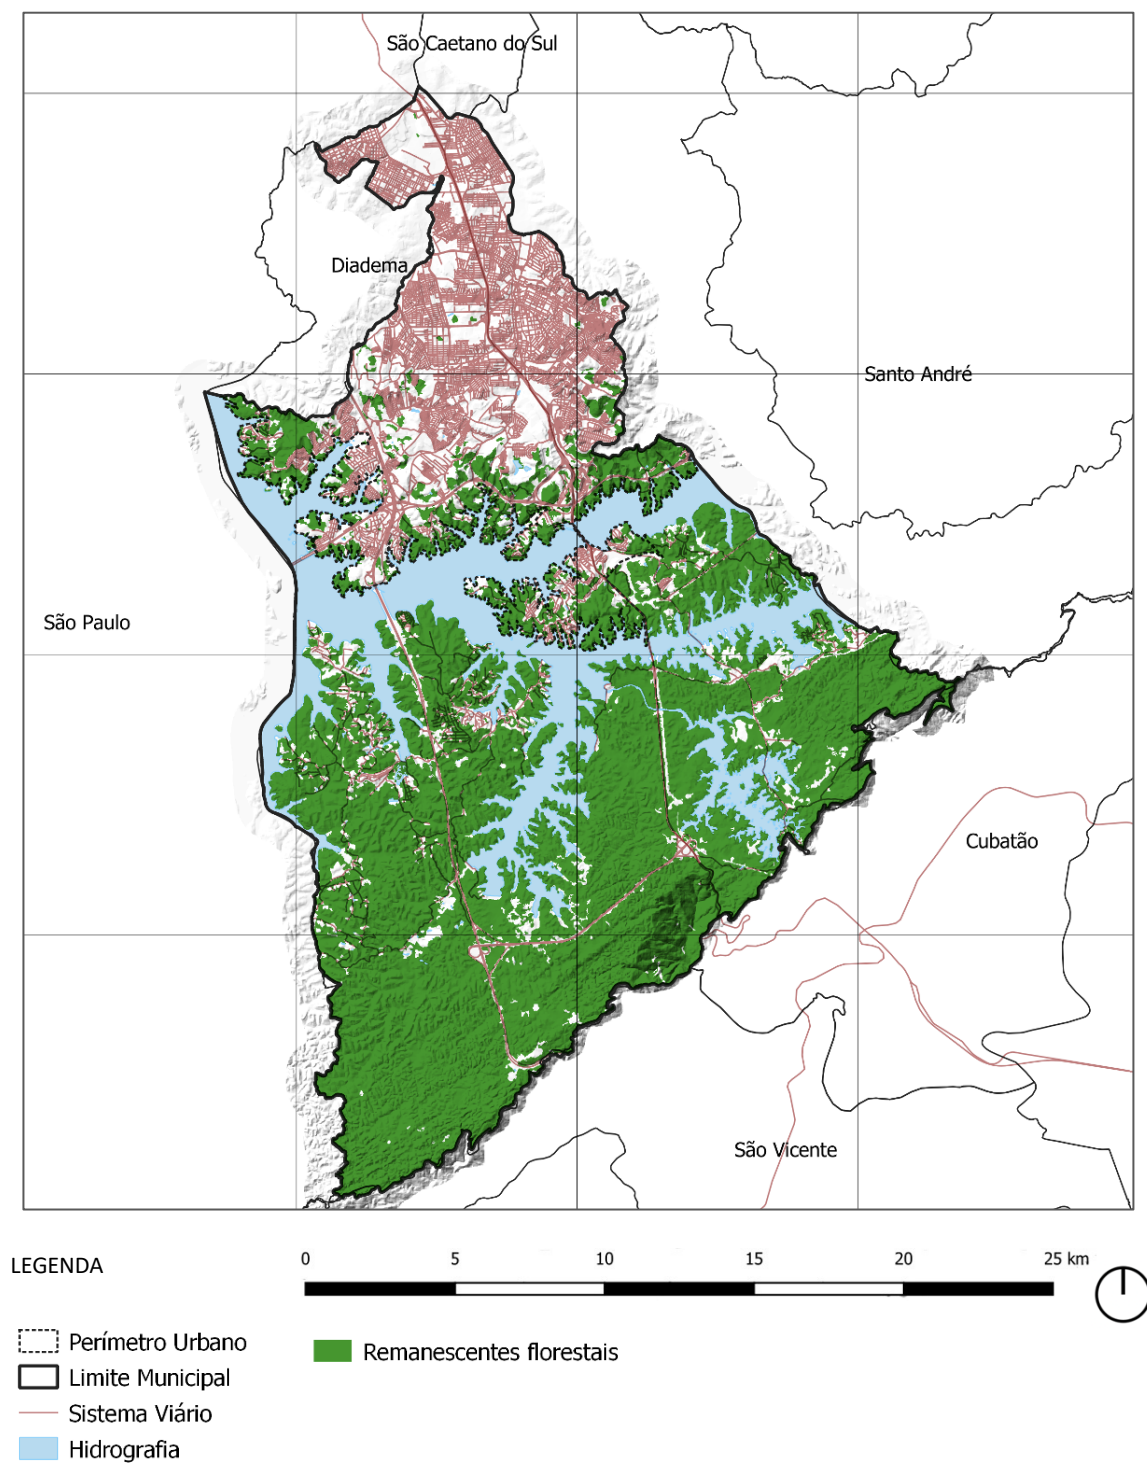 São Caetano do Sul
Diadema
Santo André
São Paulo
Cubatão
São Vicente
LEGENDA
0 5 10 15 20 25 km
Perímetro Urbano
Limite Municipal
Sistema Viário
Hidrografia
Remanescentes florestais